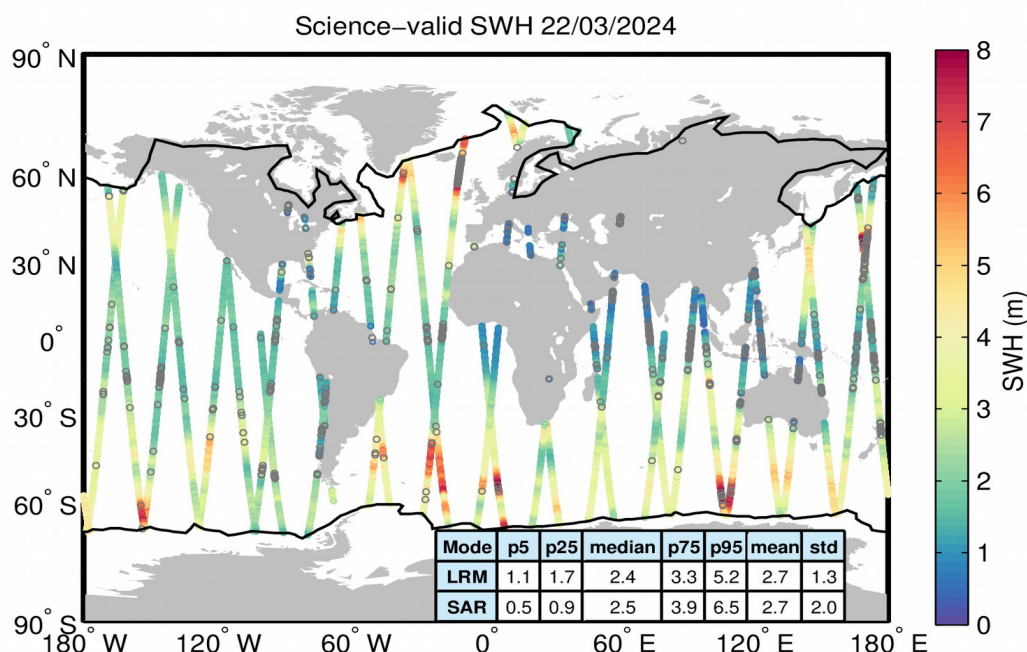 Science−valid SWH 22/03/2024
90° N
60° N
30° N
0°
30° S
60° S
90° S
180° W
120° W
60° W
0°
60° E
120° E
180° E
Mode p5 p25 median p75 p95 mean std
LRM 1.1 1.7 2.4 3.3 5.2 2.7 1.3
SAR 0.5 0.9 2.5 3.9 6.5 2.7 2.0
8
7
6
5
4
3
2
1
0
SWH (m)